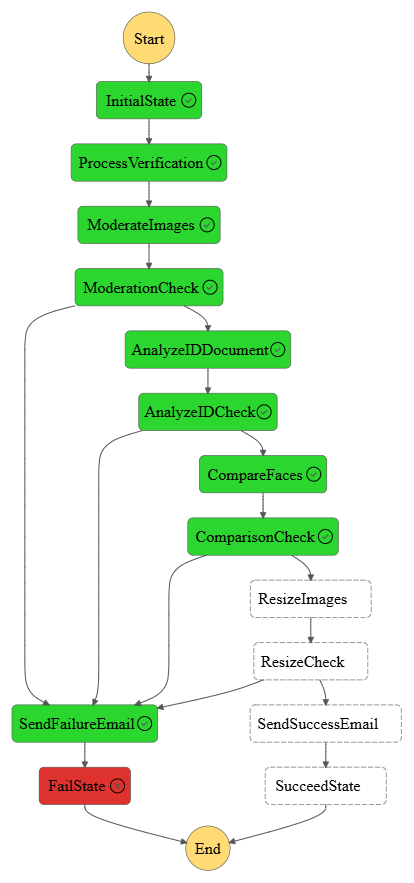 Start
InitialState
ProcessVerification
ModerateImages
ModerationCheck
AnalyzeIDDocument
AnalyzeIDCheck
CompareFaces
ComparisonCheck
ResizeImages
ResizeCheck
SendFailureEmail
SendSuccessEmail
FailState
SucceedState
End